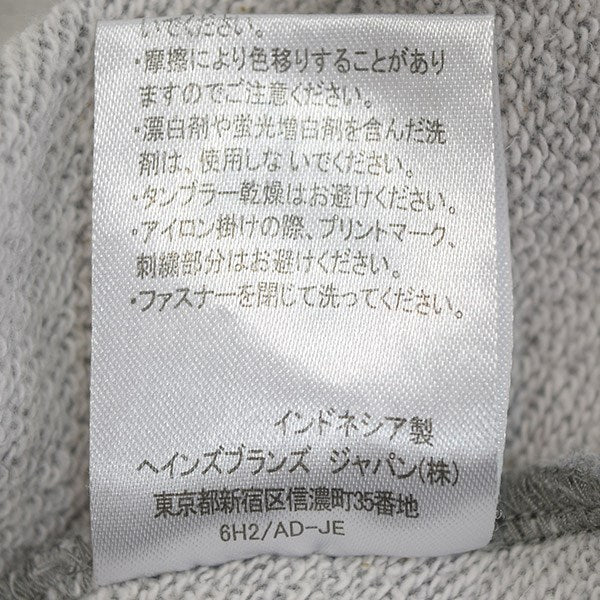 いでください。
・摩擦により色移りすることがあり
ますのでご注意ください。
・漂白剤や蛍光増白剤を含んだ洗
剤は、使用しないでください。
・タンブラー乾燥はお避けください。
・アイロン掛けの際、プリントマーク、
刺繍部分はお避けください。
・ファスナーを閉じて洗ってください。
インドネシア製
ヘインズブランズ ジャパン(株)
東京都新宿区信濃町35番地
6H2/AD-JE